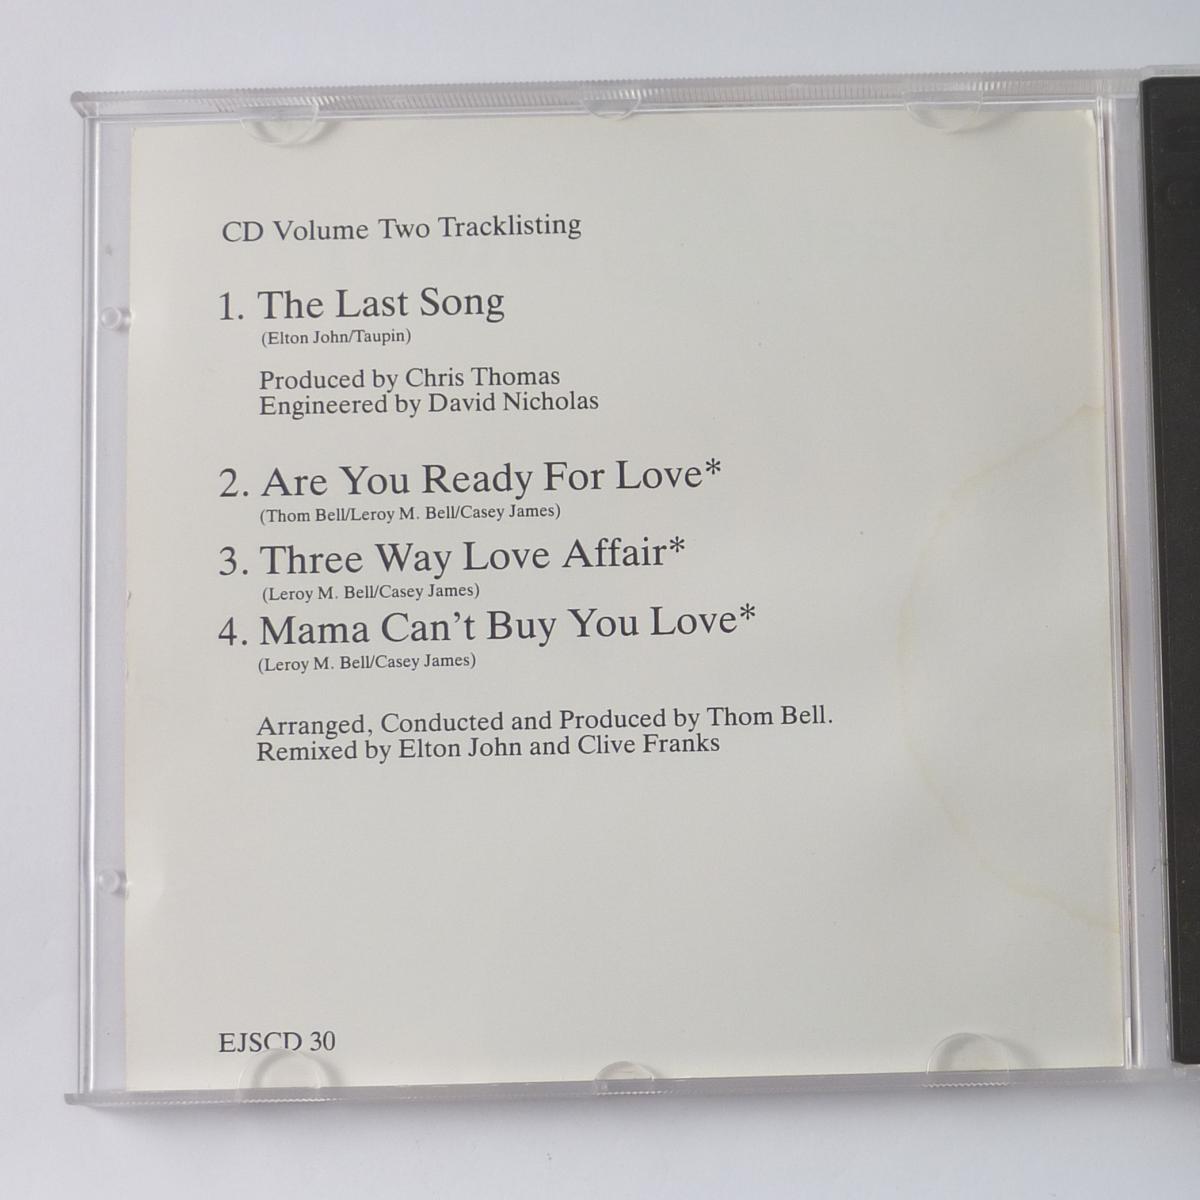 CD Volume Two Tracklisting
1. The Last Song
(Elton John/Taupin)
Produced by Chris Thomas
Engineered by David Nicholas
2. Are You Ready For Love*
(Thom Bell/Leroy M. Bell/Casey James)
3. Three Way Love Affair*
(Leroy M. Bell/Casey James)
4. Mama Can't Buy You Love*
(Leroy M. Bell/Casey James)
Arranged, Conducted and Produced by Thom Bell.
Remixed by Elton John and Clive Franks
EJSCD 30